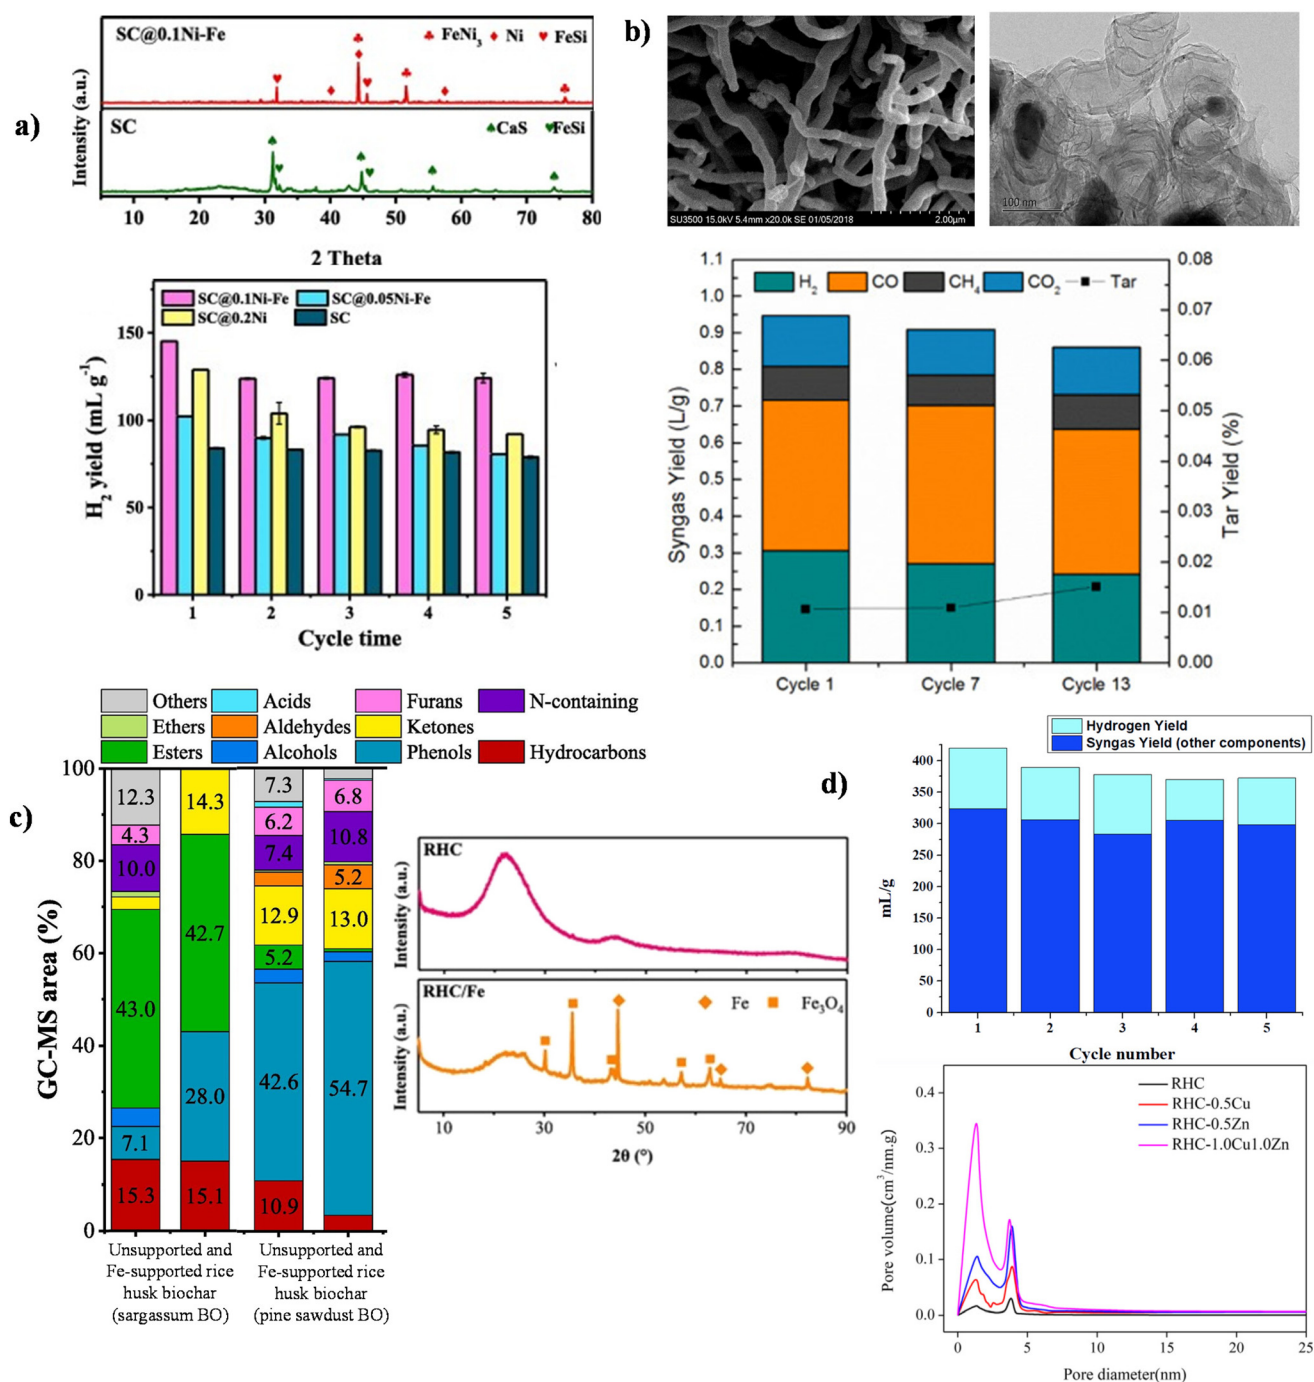 a)
SC@0.1Ni-Fe
♣ FeNi3 ♦ Ni ♥ FeSi
SC
♠CaS ♥FeSi
Intensity (a.u.)
10 20 30 40 50 60 70 80
2 Theta
SC@0.1Ni-Fe SC@0.05Ni-Fe
SC@0.2Ni SC
H2 yield (mL g-1)
150
100
50
0
1 2 3 4 5
Cycle time
b)
SU3500 15.0kV 5.4mm x20.0k SE 01/05/2018 2.00µm
100 nm
H2 CO CH4 CO2 Tar
Syngas Yield (L/g)
1.1
1.0
0.9
0.8
0.7
0.6
0.5
0.4
0.3
0.2
0.1
0.0
Tar Yield (%)
0.08
0.07
0.06
0.05
0.04
0.03
0.02
0.01
0.00
Cycle 1 Cycle 7 Cycle 13
c)
Others Acids Furans N-containing
Ethers Aldehydes Ketones
Esters Alcohols Phenols Hydrocarbons
GC-MS area (%)
100
80
60
40
20
0
12.3
4.3
10.0
43.0
7.1
15.3
14.3
42.7
28.0
15.1
7.3
6.2
7.4
12.9
5.2
42.6
10.9
6.8
10.8
5.2
13.0
54.7
Unsupported and
Fe-supported rice
husk biochar
(sargassum BO)
Unsupported and
Fe-supported rice
husk biochar
(pine sawdust BO)
RHC
Intensity (a.u.)
10 30 50 70 90
RHC/Fe
Fe Fe3O4
Intensity (a.u.)
10 30 50 70 90
2θ (°)
d)
Hydrogen Yield
Syngas Yield (other components)
mL/g
400
350
300
250
200
150
100
50
0
1 2 3 4 5
Cycle number
RHC
RHC-0.5Cu
RHC-0.5Zn
RHC-1.0Cu1.0Zn
Pore volume(cm3/nm.g)
0.4
0.3
0.2
0.1
0.0
0 5 10 15 20 25
Pore diameter(nm)